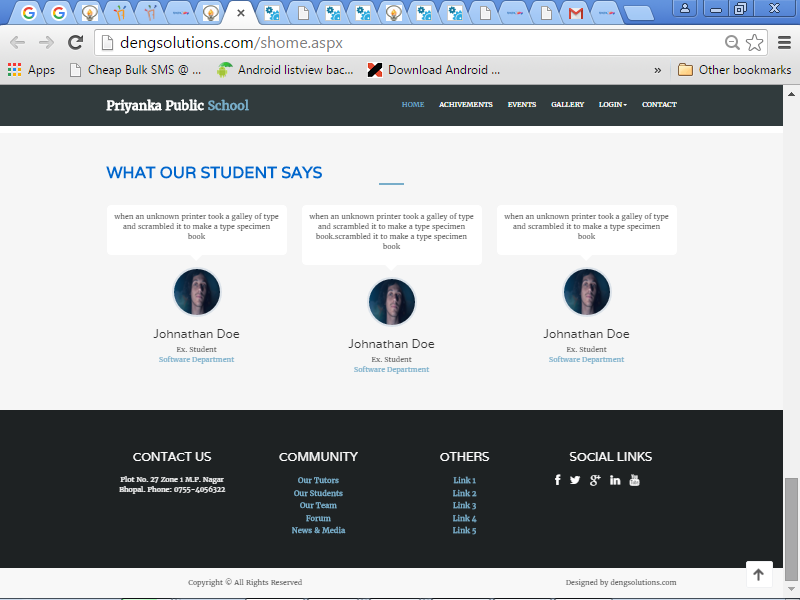 dengsolutions.com/shome.aspx
Apps Cheap Bulk SMS @ ... Android listview bac... Download Android ... » Other bookmarks
Priyanka Public School HOME ACHIVEMENTS EVENTS GALLERY LOGIN CONTACT
WHAT OUR STUDENT SAYS
when an unknown printer took a galley of type
and scrambled it to make a type specimen
book
Johnathan Doe
Ex. Student
Software Department
when an unknown printer took a galley of type
and scrambled it to make a type specimen
book.scrambled it to make a type specimen
book
Johnathan Doe
Ex. Student
Software Department
when an unknown printer took a galley of type
and scrambled it to make a type specimen
book
Johnathan Doe
Ex. Student
Software Department
CONTACT US
Plot No. 27 Zone 1 M.P. Nagar
Bhopal. Phone: 0755-4056322
COMMUNITY
Our Tutors
Our Students
Our Team
Forum
News & Media
OTHERS
Link 1
Link 2
Link 3
Link 4
Link 5
SOCIAL LINKS
Copyright © All Rights Reserved Designed by dengsolutions.com